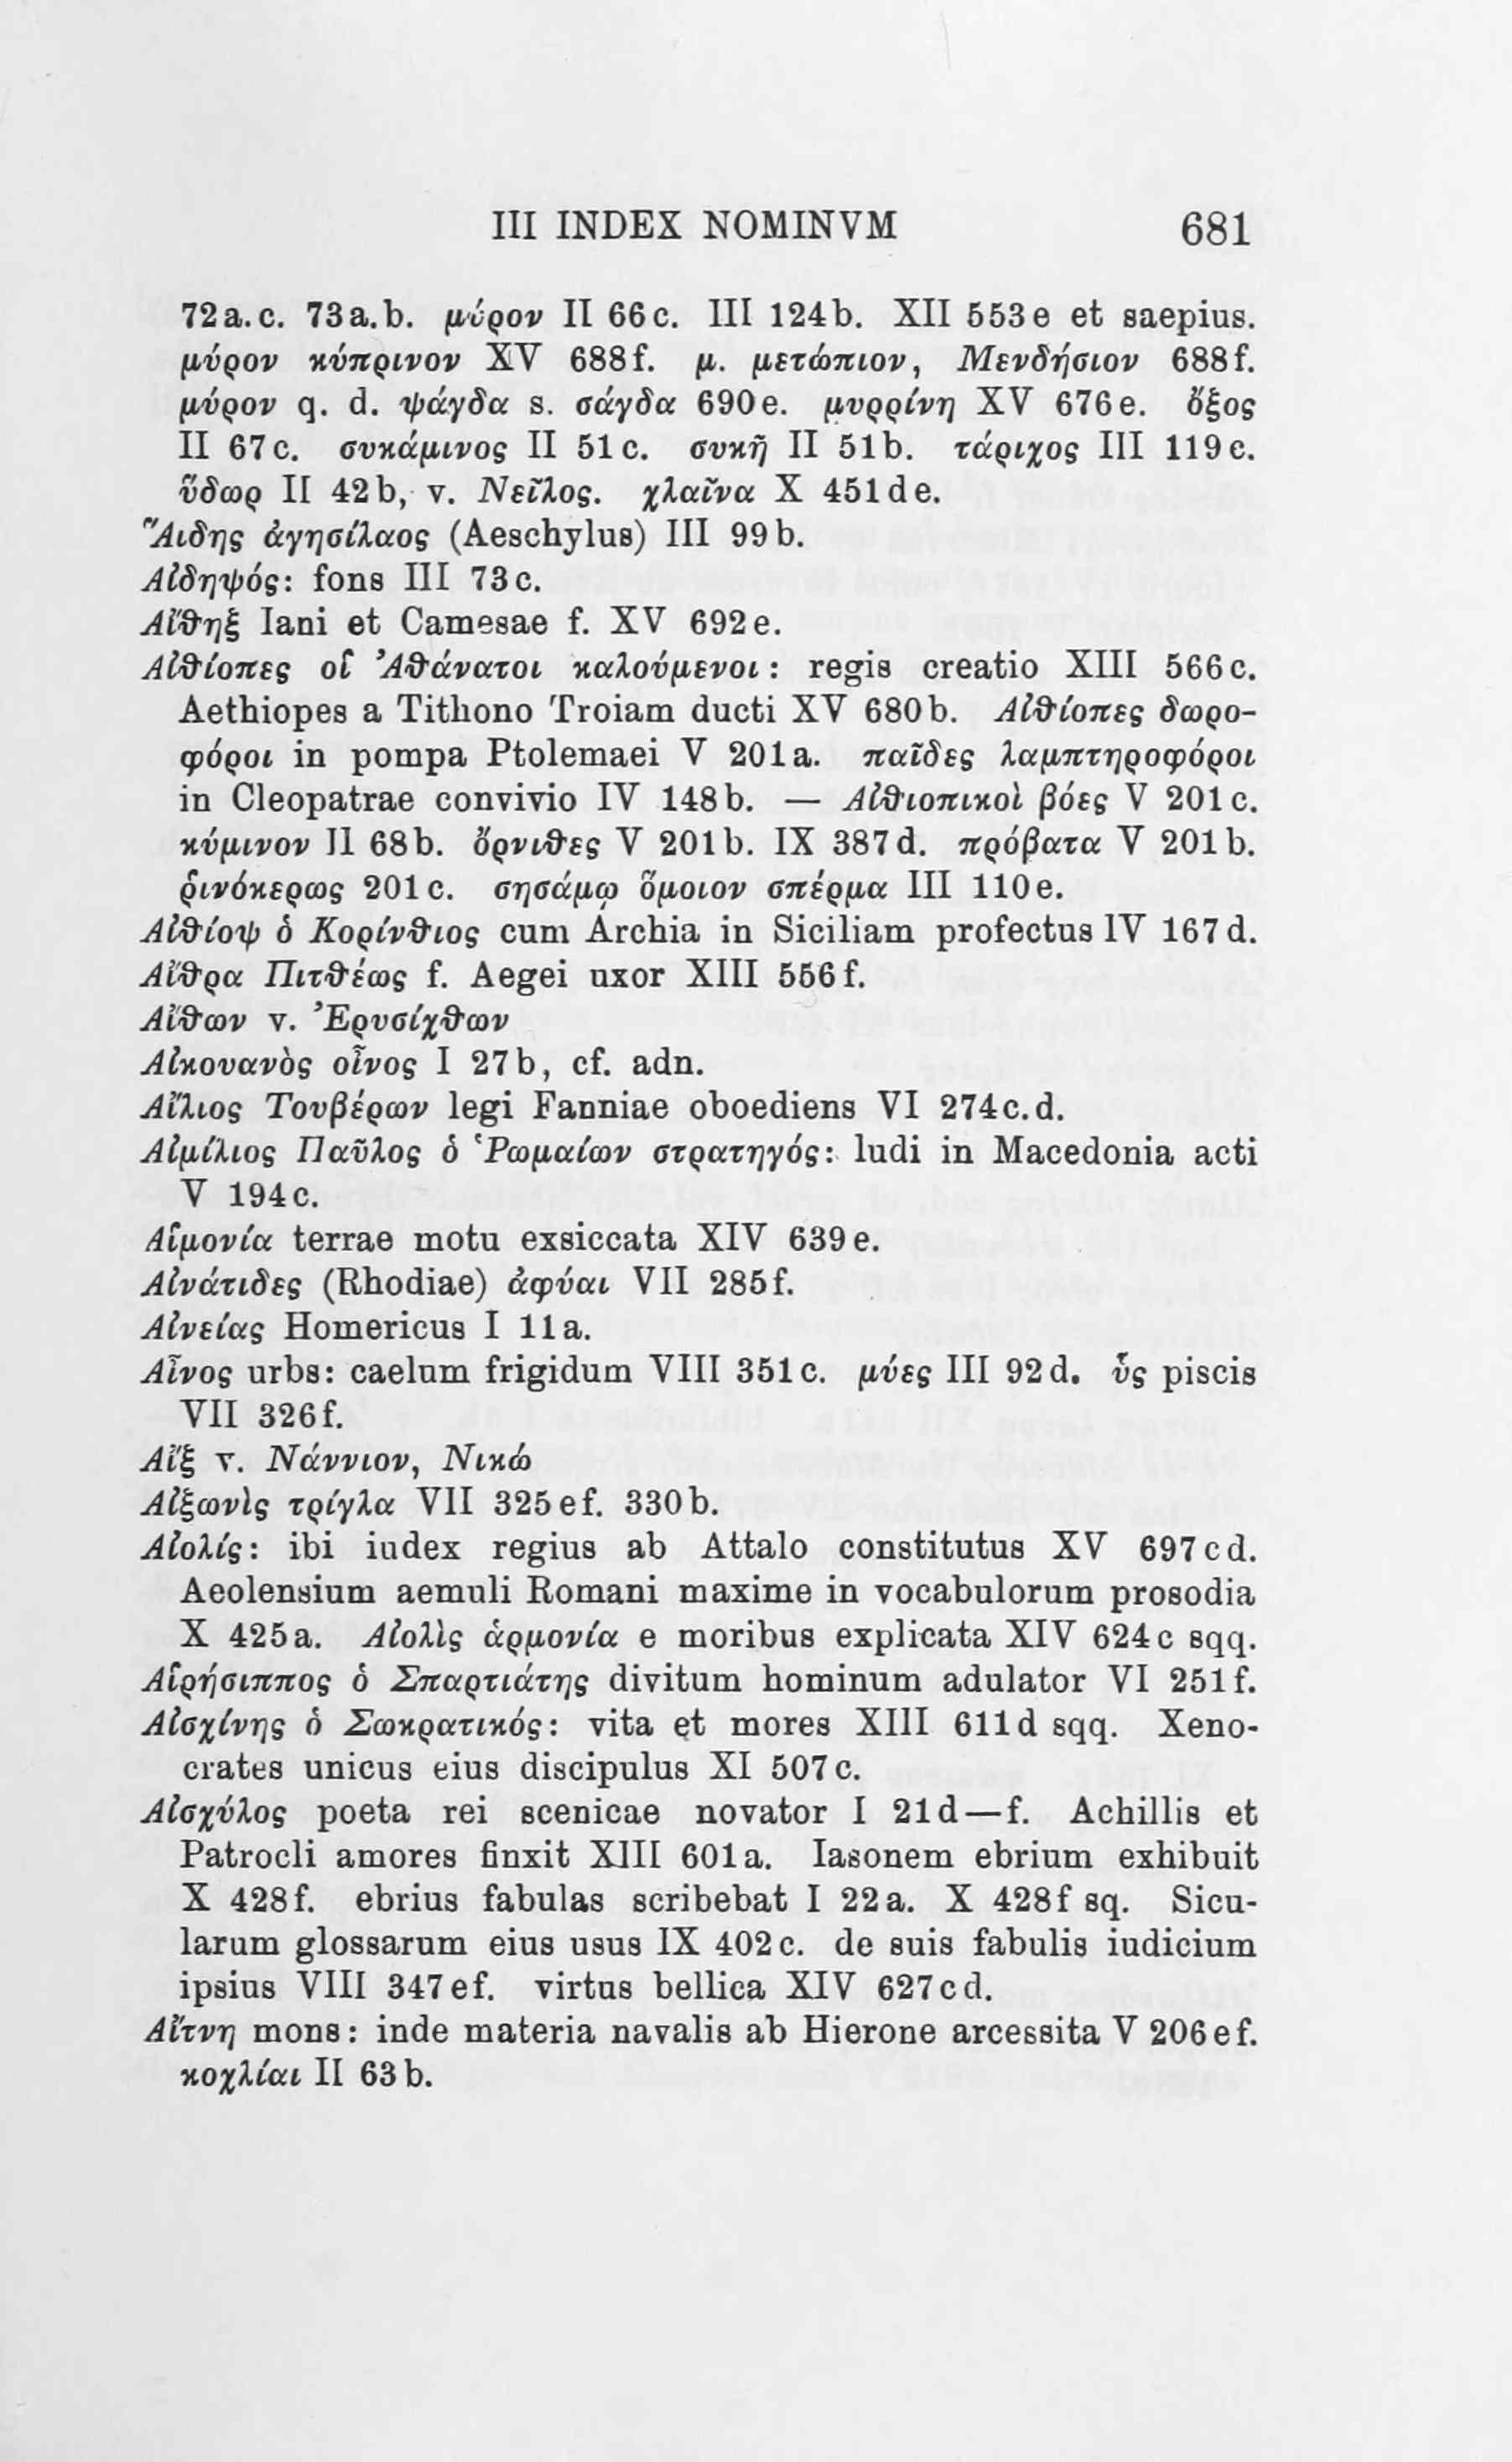 III INDEX NOMINVM 681
72a.c. 73a.b. μύρον II 66c. III 124b. XII 553e et saepius.
μύρον κύπρινον XV 688f. μ. μετώπιον, Μενδήσιον 688f.
μύρον q. d. ψάγδα s. σάγδα 690e. μυρρίνη XV 676e. ὄξος
II 67c. συκάμινος II 51c. συκῆ II 51b. τάριχος III 119c.
ὕδωρ II 42b, v. Νεῖλος. χλαῖνα X 451de.
Ἅιδης ἀγησίλαος (Aeschylus) III 99b.
Αἰδηψός: fons III 73c.
Αἴθηξ Iani et Camesae f. XV 692e.
Αἰθίοπες οἱ Ἀθάνατοι καλούμενοι: regis creatio XIII 566c.
Aethiopes a Tithono Troiam ducti XV 680b. Αἰθίοπες δωρο-
φόροι in pompa Ptolemaei V 201a. παῖδες λαμπτηροφόροι
in Cleopatrae convivio IV 148b. — Αἰθιοπικοὶ βόες V 201c.
κύμινον II 68b. ὄρνιθες V 201b. IX 387d. πρόβατα V 201b.
ῥινόκερως 201c. σησάμῳ ὅμοιον σπέρμα III 110e.
Αἰθίοψ ὁ Κορίνθιος cum Archia in Siciliam profectus IV 167d.
Αἴθρα Πιτθέως f. Aegei uxor XIII 556f.
Αἴθων v. Ἐρυσίχθων
Αἰκουανὸς οἶνος I 27b, cf. adn.
Αἴλιος Τουβέρων legi Fanniae oboediens VI 274c.d.
Αἰμίλιος Παῦλος ὁ Ῥωμαίων στρατηγός: ludi in Macedonia acti
V 194c.
Αἱμονία terrae motu exsiccata XIV 639e.
Αἰνάτιδες (Rhodiae) ἀφύαι VII 285f.
Αἰνείας Homericus I 11a.
Αἶνος urbs: caelum frigidum VIII 351c. μύες III 92d. ὗς piscis
VII 326f.
Αἴξ v. Νάννιον, Νικώ
Αἰξωνὶς τρίγλα VII 325ef. 330b.
Αἰολίς: ibi iudex regius ab Attalo constitutus XV 697cd.
Aeolensium aemuli Romani maxime in vocabulorum prosodia
X 425a. Αἰολὶς ἁρμονία e moribus explicata XIV 624c sqq.
Αἱρήσιππος ὁ Σπαρτιάτης divitum hominum adulator VI 251f.
Αἰσχίνης ὁ Σωκρατικός: vita et mores XIII 611d sqq. Xeno-
crates unicus eius discipulus XI 507c.
Αἰσχύλος poeta rei scenicae novator I 21d—f. Achillis et
Patrocli amores finxit XIII 601a. Iasonem ebrium exhibuit
X 428f. ebrius fabulas scribebat I 22a. X 428f sq. Sicu-
larum glossarum eius usus IX 402c. de suis fabulis iudicium
ipsius VIII 347ef. virtus bellica XIV 627cd.
Αἴτνη mons: inde materia navalis ab Hierone arcessita V 206ef.
κοχλίαι II 63b.